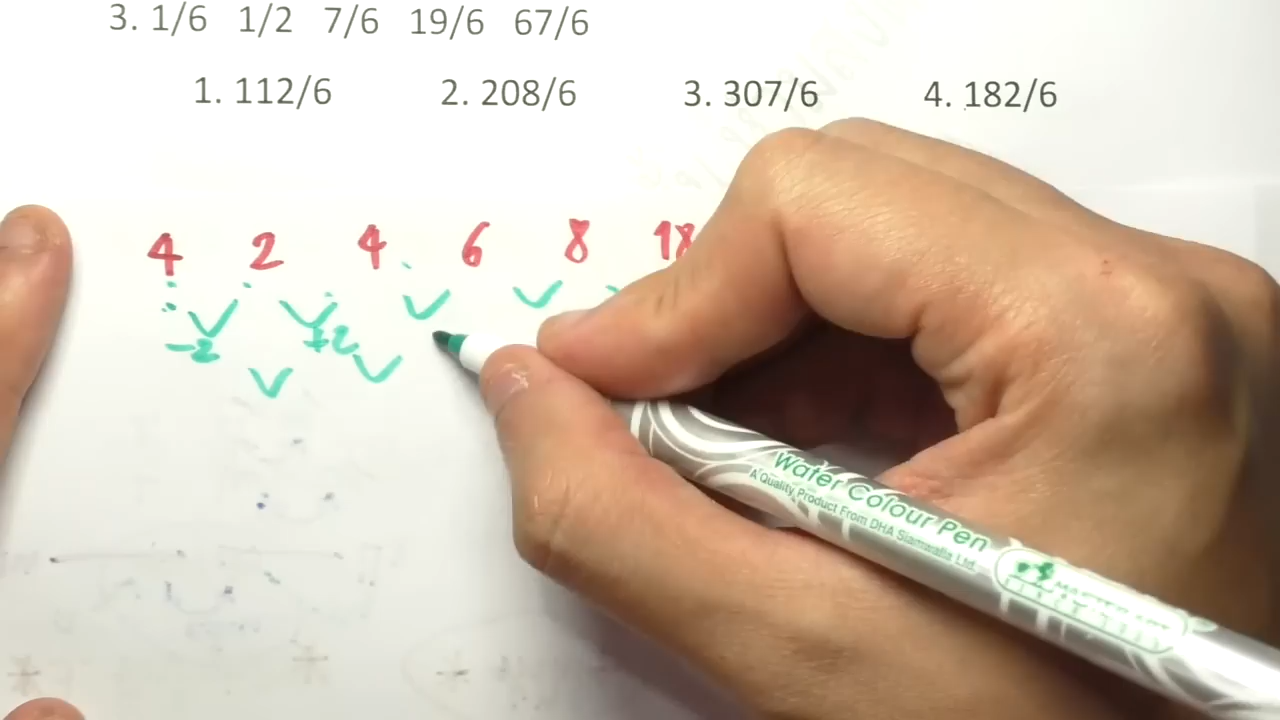 3. 1/6 1/2 7/6 19/6 67/6
1. 112/6 2. 208/6 3. 307/6 4. 182/6
4 2 4 6 8 18
-2 +2
Water Colour Pen
A Quality Product From DHA Siamwalla Ltd.